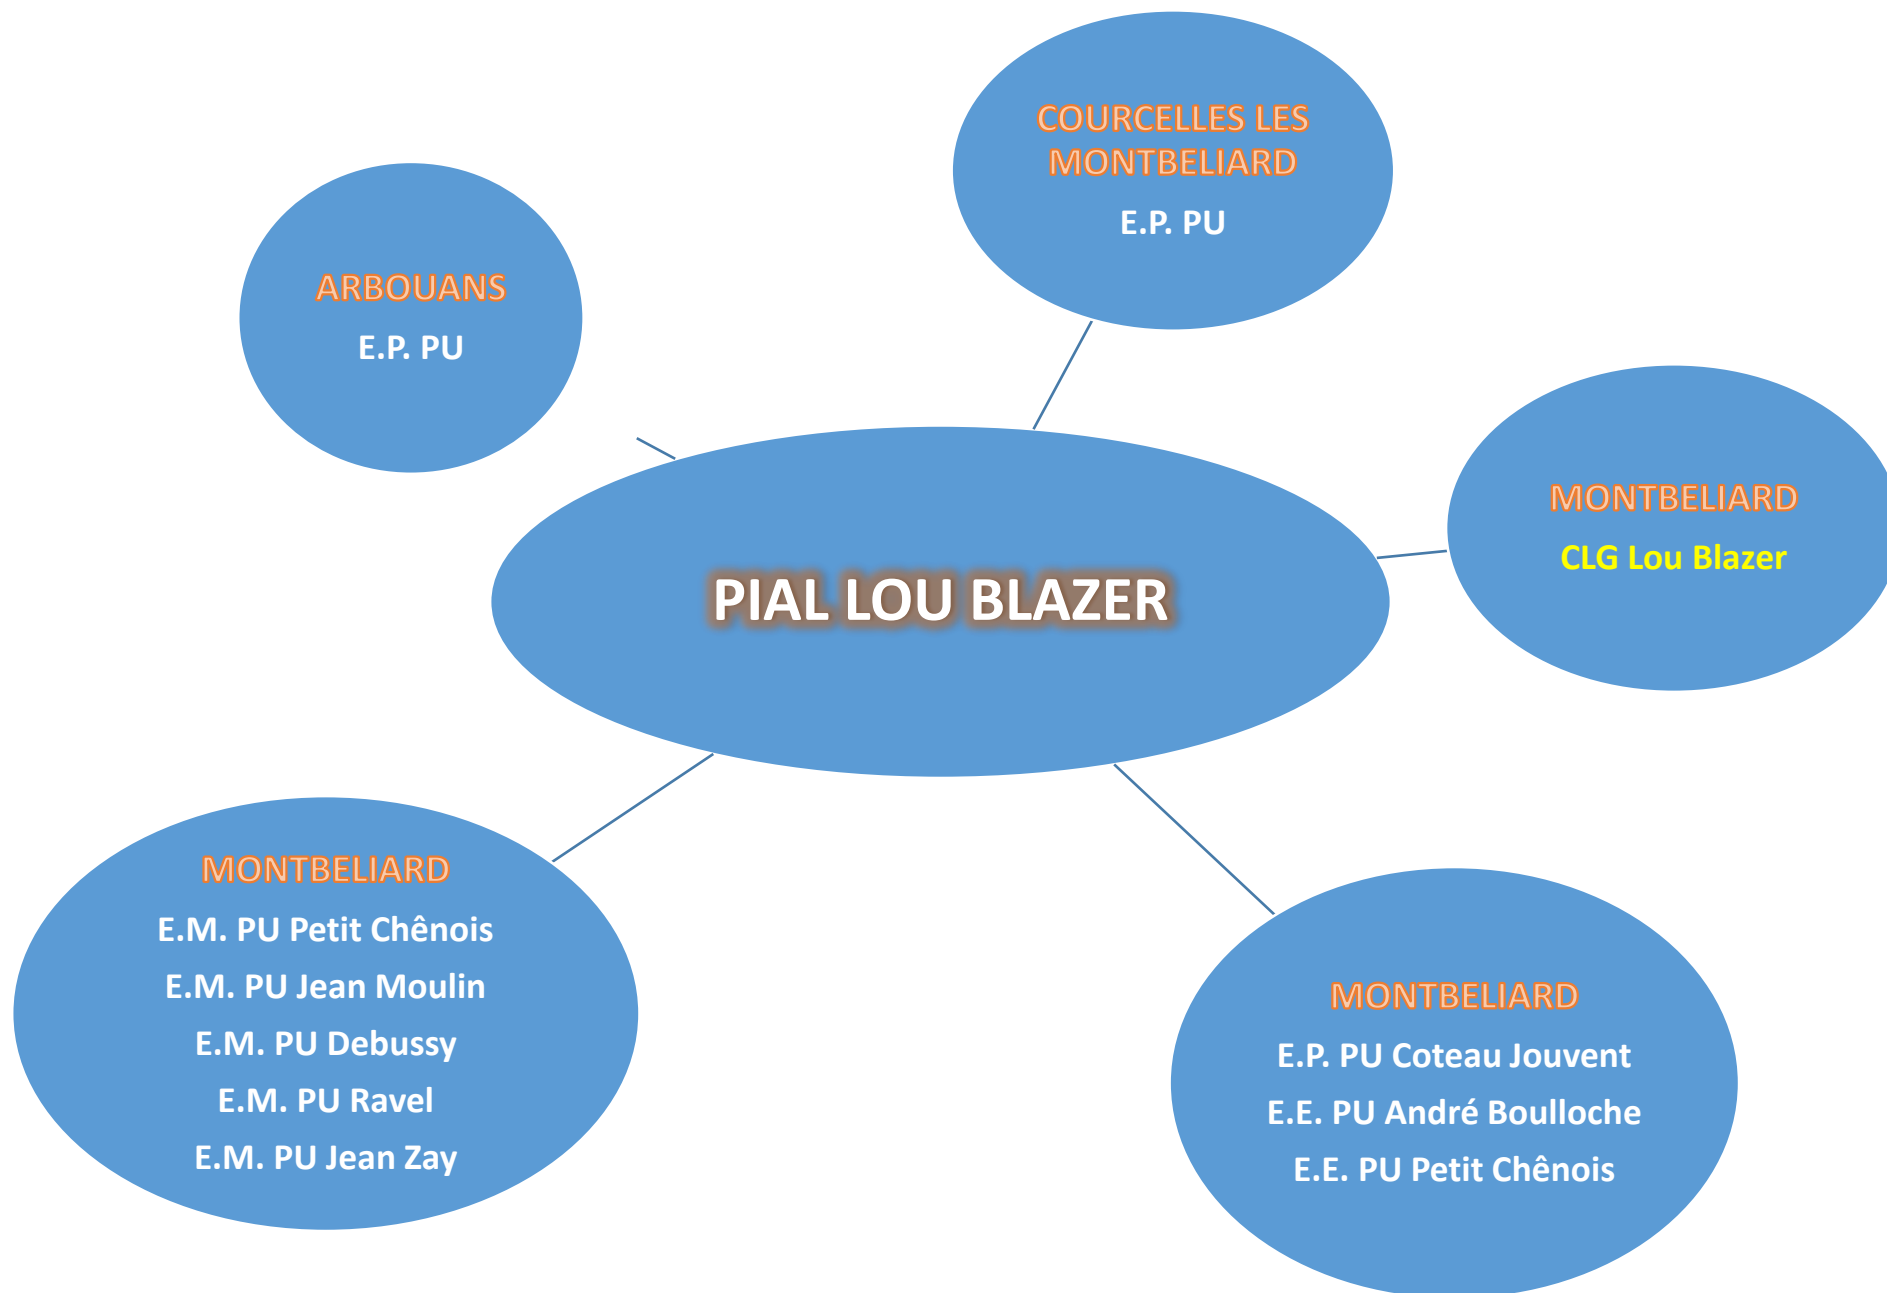 COURCELLES LES
MONTBELIARD
E.P. PU
ARBOUANS
E.P. PU
MONTBELIARD
CLG Lou Blazer
PIAL LOU BLAZER
MONTBELIARD
E.M. PU Petit Chênois
E.M. PU Jean Moulin
E.M. PU Debussy
E.M. PU Ravel
E.M. PU Jean Zay
MONTBELIARD
E.P. PU Coteau Jouvent
E.E. PU André Boulloche
E.E. PU Petit Chênois